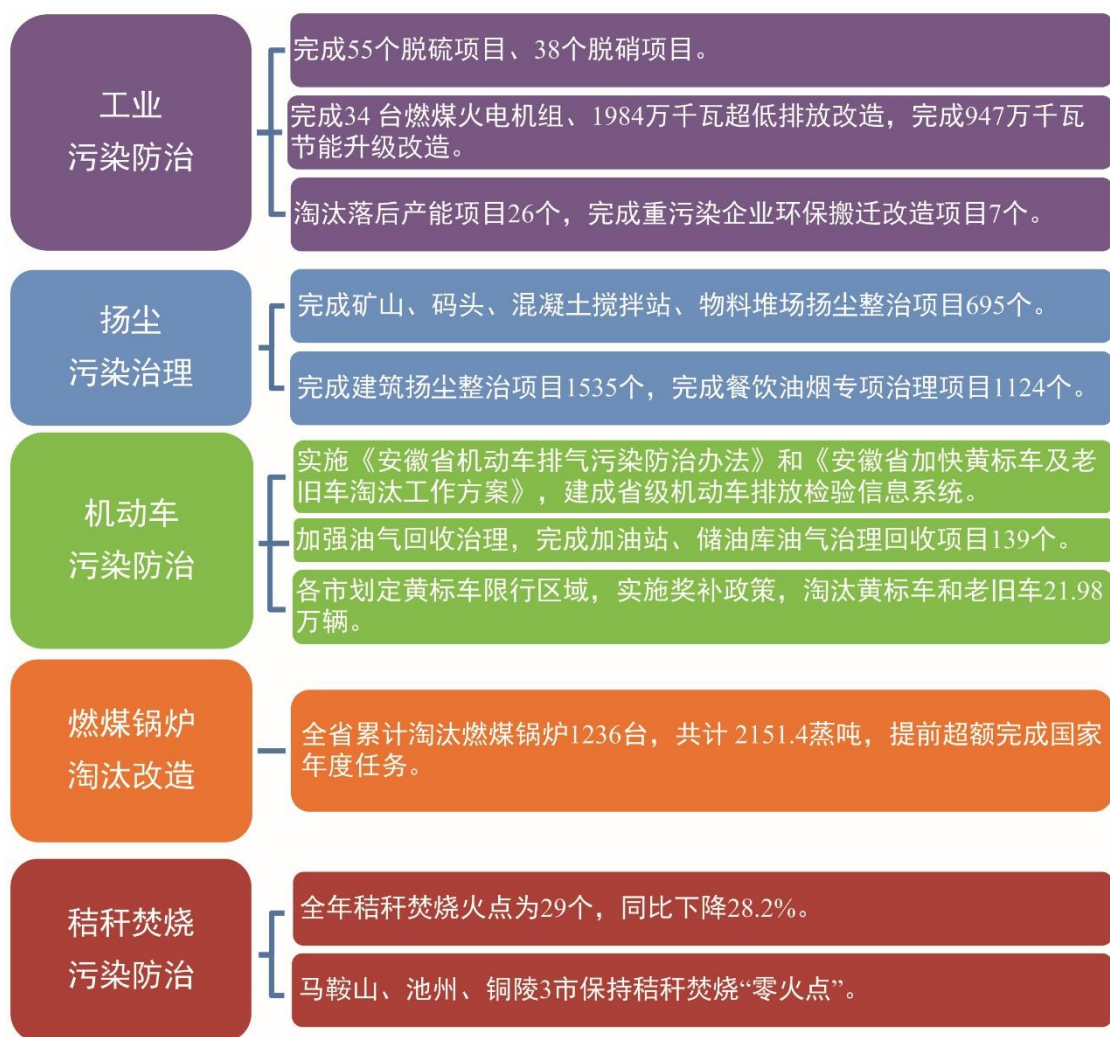 工业
污染防治
完成55个脱硫项目、38个脱硝项目。
完成34 台燃煤火电机组、1984万千瓦超低排放改造，完成947万千瓦
节能升级改造。
淘汰落后产能项目26个，完成重污染企业环保搬迁改造项目7个。
扬尘
污染治理
完成矿山、码头、混凝土搅拌站、物料堆场扬尘整治项目695个。
完成建筑扬尘整治项目1535个，完成餐饮油烟专项治理项目1124个。
机动车
污染防治
实施《安徽省机动车排气污染防治办法》和《安徽省加快黄标车及老
旧车淘汰工作方案》，建成省级机动车排放检验信息系统。
加强油气回收治理，完成加油站、储油库油气治理回收项目139个。
各市划定黄标车限行区域，实施奖补政策，淘汰黄标车和老旧车21.98
万辆。
燃煤锅炉
淘汰改造
全省累计淘汰燃煤锅炉1236台，共计 2151.4蒸吨，提前超额完成国家
年度任务。
秸秆焚烧
污染防治
全年秸秆焚烧火点为29个，同比下降28.2%。
马鞍山、池州、铜陵3市保持秸秆焚烧“零火点”。